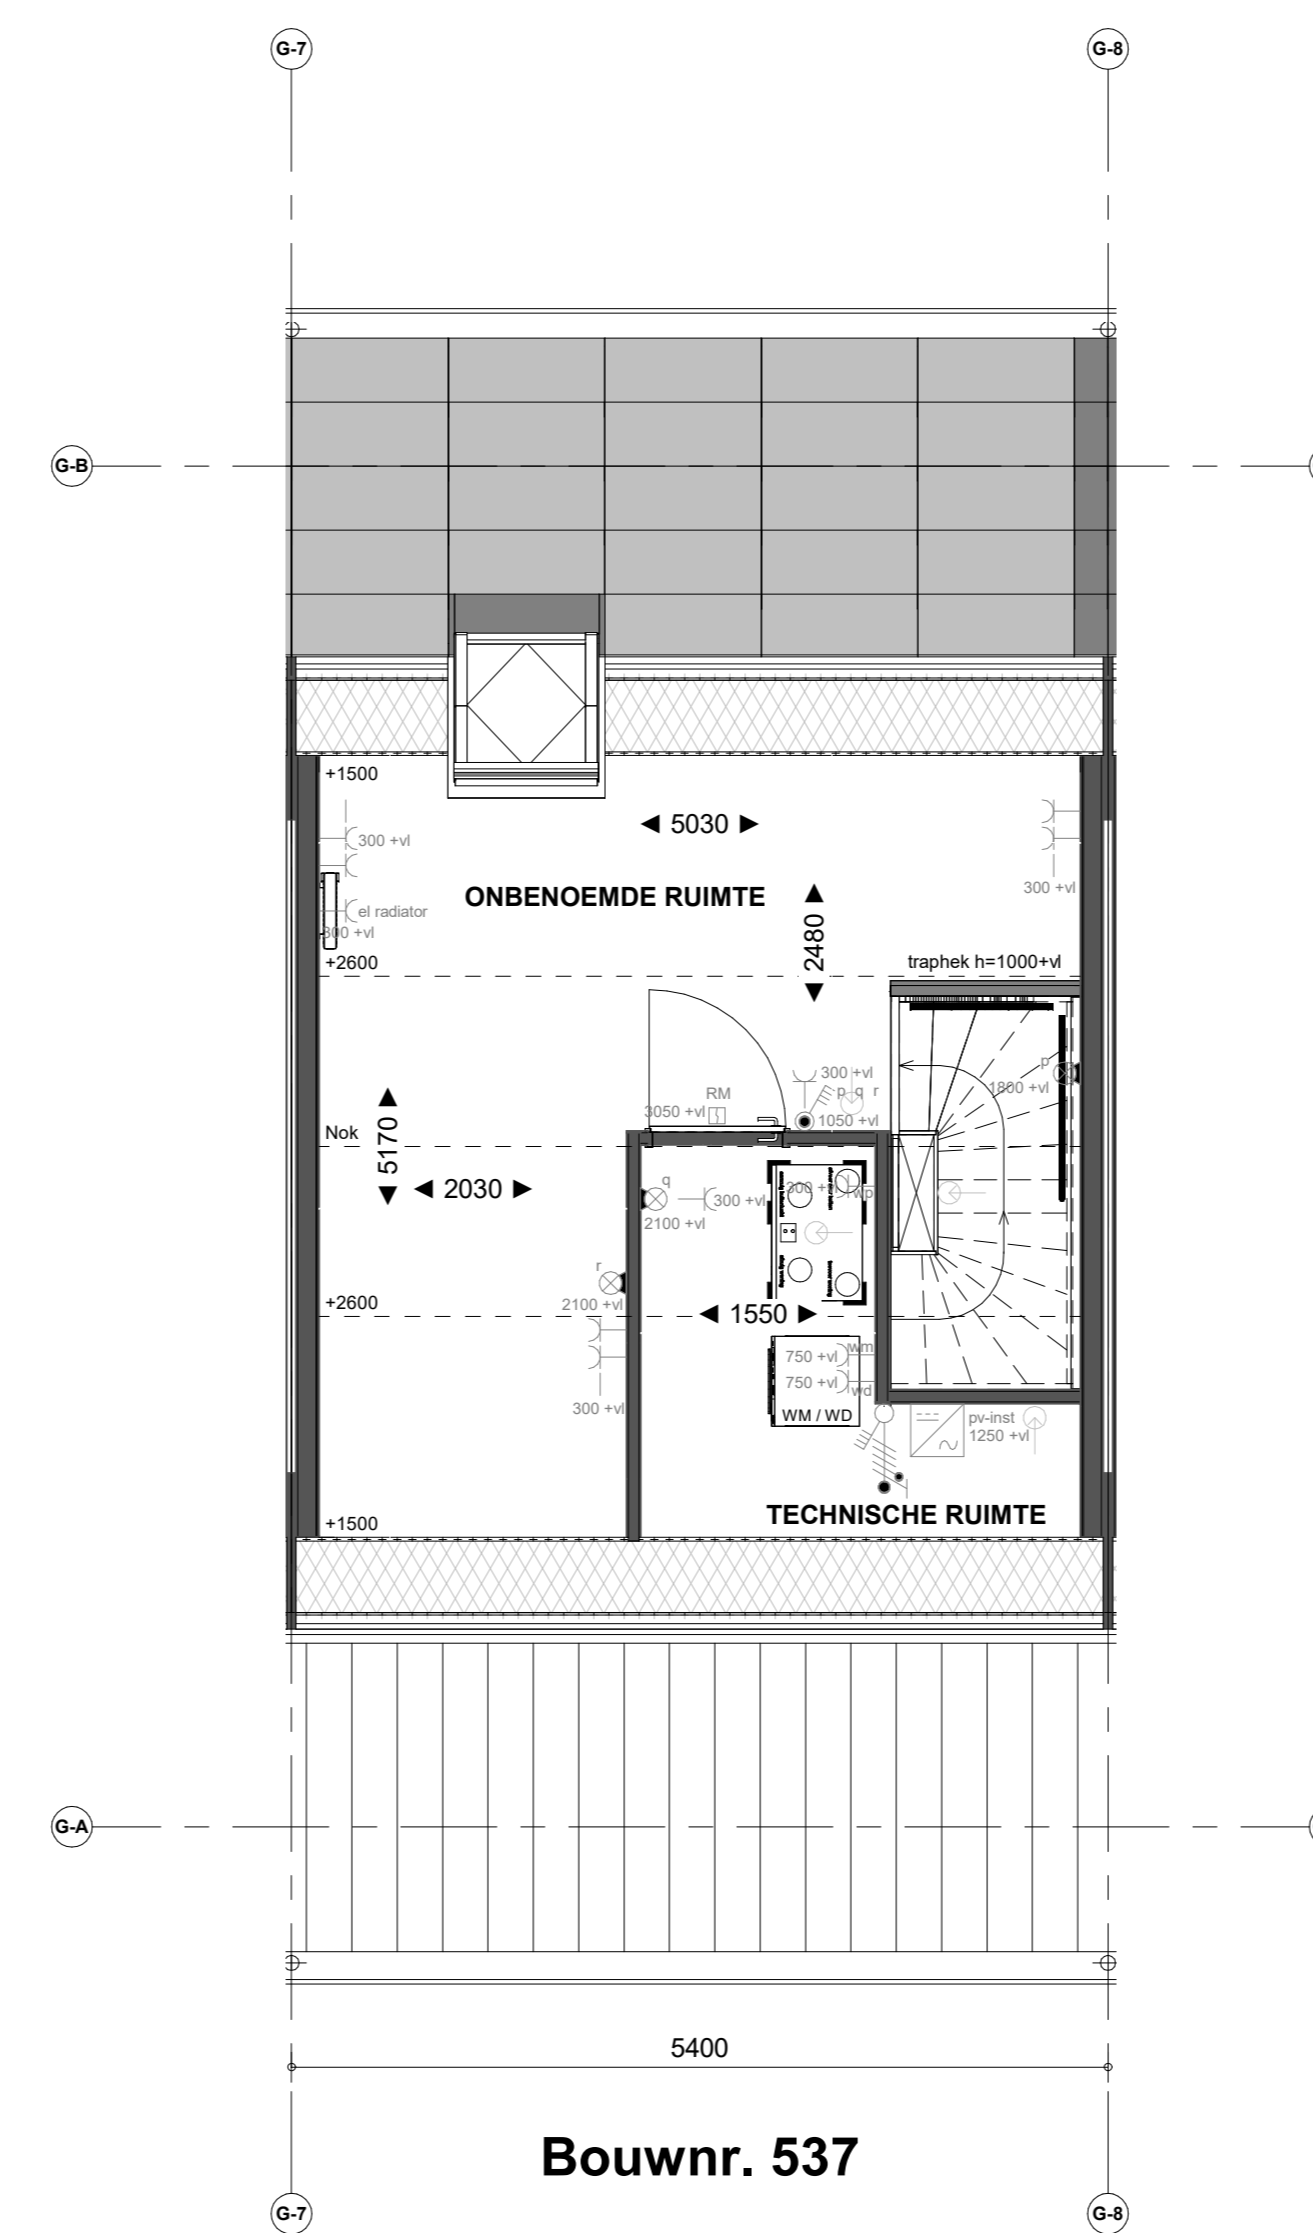 G-7 G-8
G-B
+1500
5030
300 +vl
ONBENOEMDE RUIMTE
300 +vl
el radiator
300 +vl
2480
+2600
traphek h=1000+vl
300 +vl
p
RM
p q r
1800 +vl
3050 +vl
1050 +vl
Nok
5170
2030
q
300 +vl
300 +vl
wp
2100 +vl
r
2100 +vl
+2600
1550
750 +vl wm
750 +vl wd
300 +vl
WM / WD
pv-inst
1250 +vl
TECHNISCHE RUIMTE
+1500
G-A
5400
Bouwnr. 537
G-7 G-8